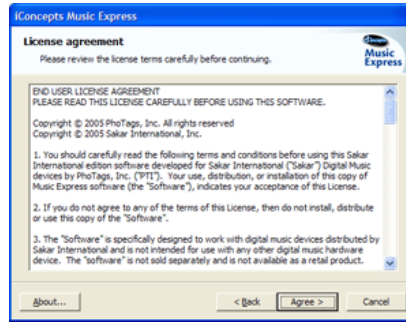 iConcepts Music Express
License agreement
Please review the license terms carefully before continuing.
iConcepts
Music
Express
END USER LICENSE AGREEMENT
PLEASE READ THIS LICENSE CAREFULLY BEFORE USING THIS SOFTWARE.
Copyright © 2005 PhoTags, Inc. All rights reserved
Copyright © 2005 Sakar International, Inc.
1. You should carefully read the following terms and conditions before using this Sakar
International edition software developed for Sakar International ("Sakar") Digital Music
devices by PhoTags, Inc. ("PTI"). Your use, distribution, or installation of this copy of
Music Express software (the "Software"), indicates your acceptance of this License.
2. If you do not agree to any of the terms of this License, then do not install, distribute
or use this copy of the "Software".
3. The "Software" is specifically designed to work with digital music devices distributed by
Sakar International and is not intended for use with any other digital music hardware
device. The "software" is not sold separately and is not available as a retail product.
About...
< Back
Agree >
Cancel